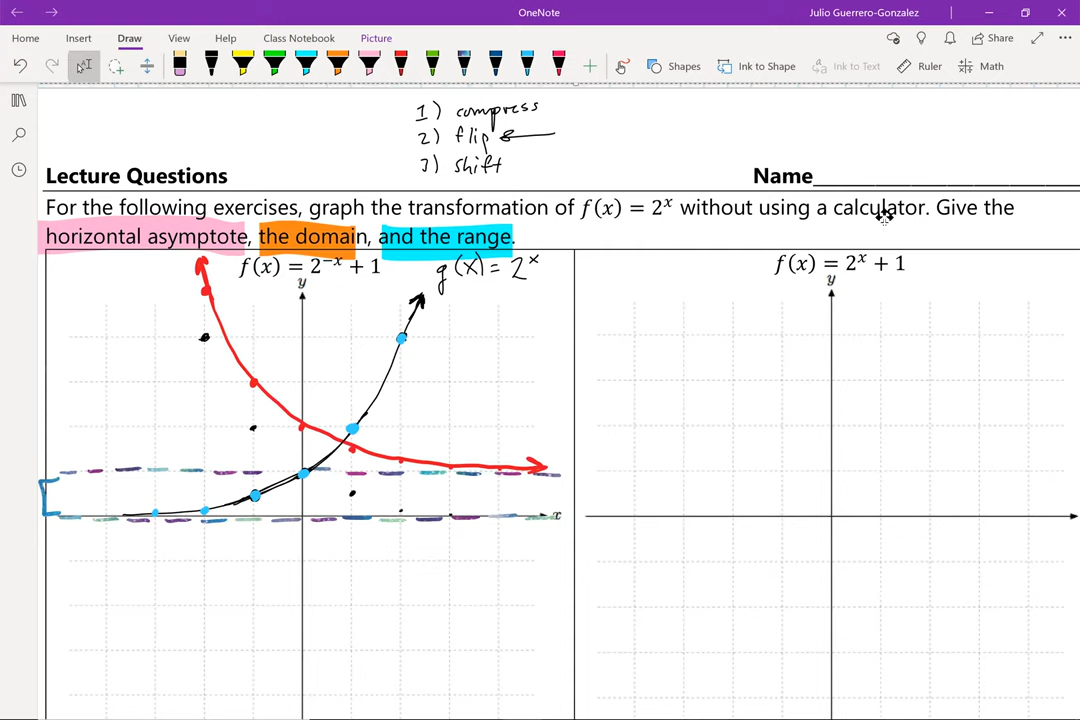 OneNote
Julio Guerrero-Gonzalez
Home Insert Draw View Help Class Notebook Picture
Share
Shapes Ink to Shape Ink to Text Ruler Math
1) compress
2) flip
3) shift
Lecture Questions Name
For the following exercises, graph the transformation of f(x) = 2^x without using a calculator. Give the
horizontal asymptote, the domain, and the range.
f(x) = 2^-x + 1 g(x) = 2^x
f(x) = 2^x + 1
y
y
x